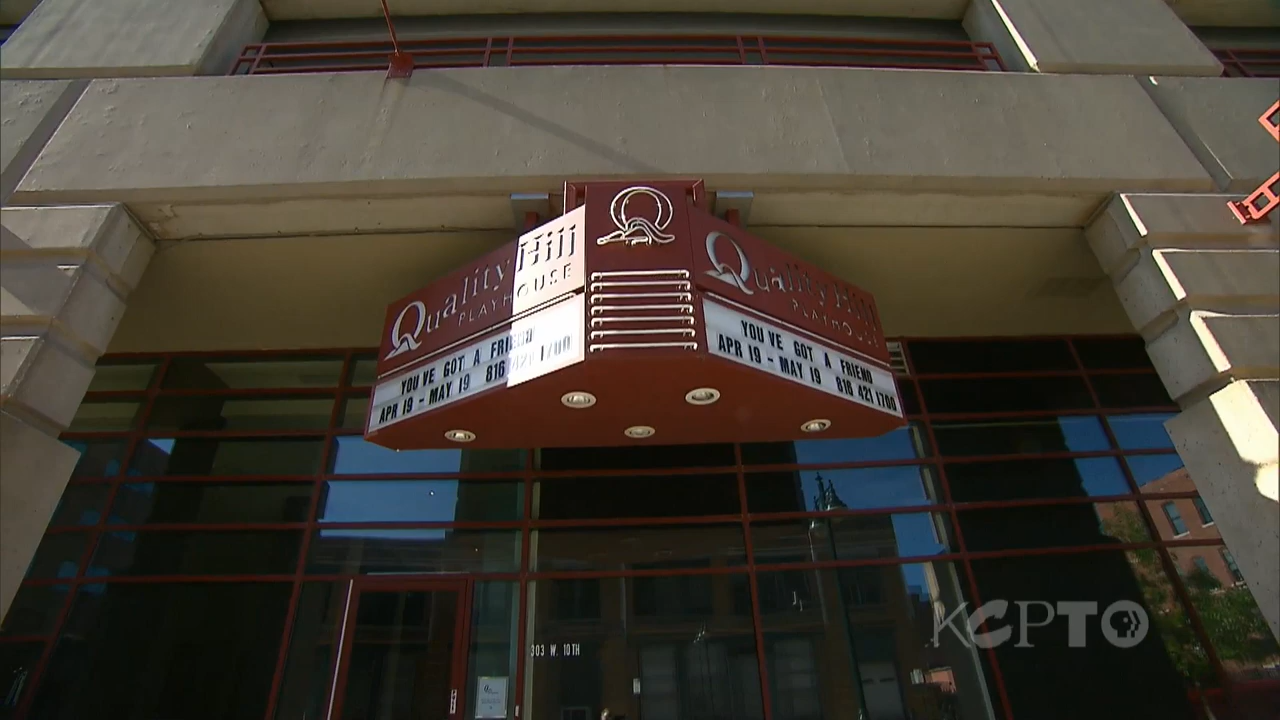 Quality Hill
PLAYHOUSE
YOU'VE GOT A FRIEND
APR 19 - MAY 19 816 421 1700
Q
Quality Hill
PLAYHOUSE
YOU'VE GOT A FRIEND
APR 19 - MAY 19 816 421 1700
303 W. 10TH
KCPTO